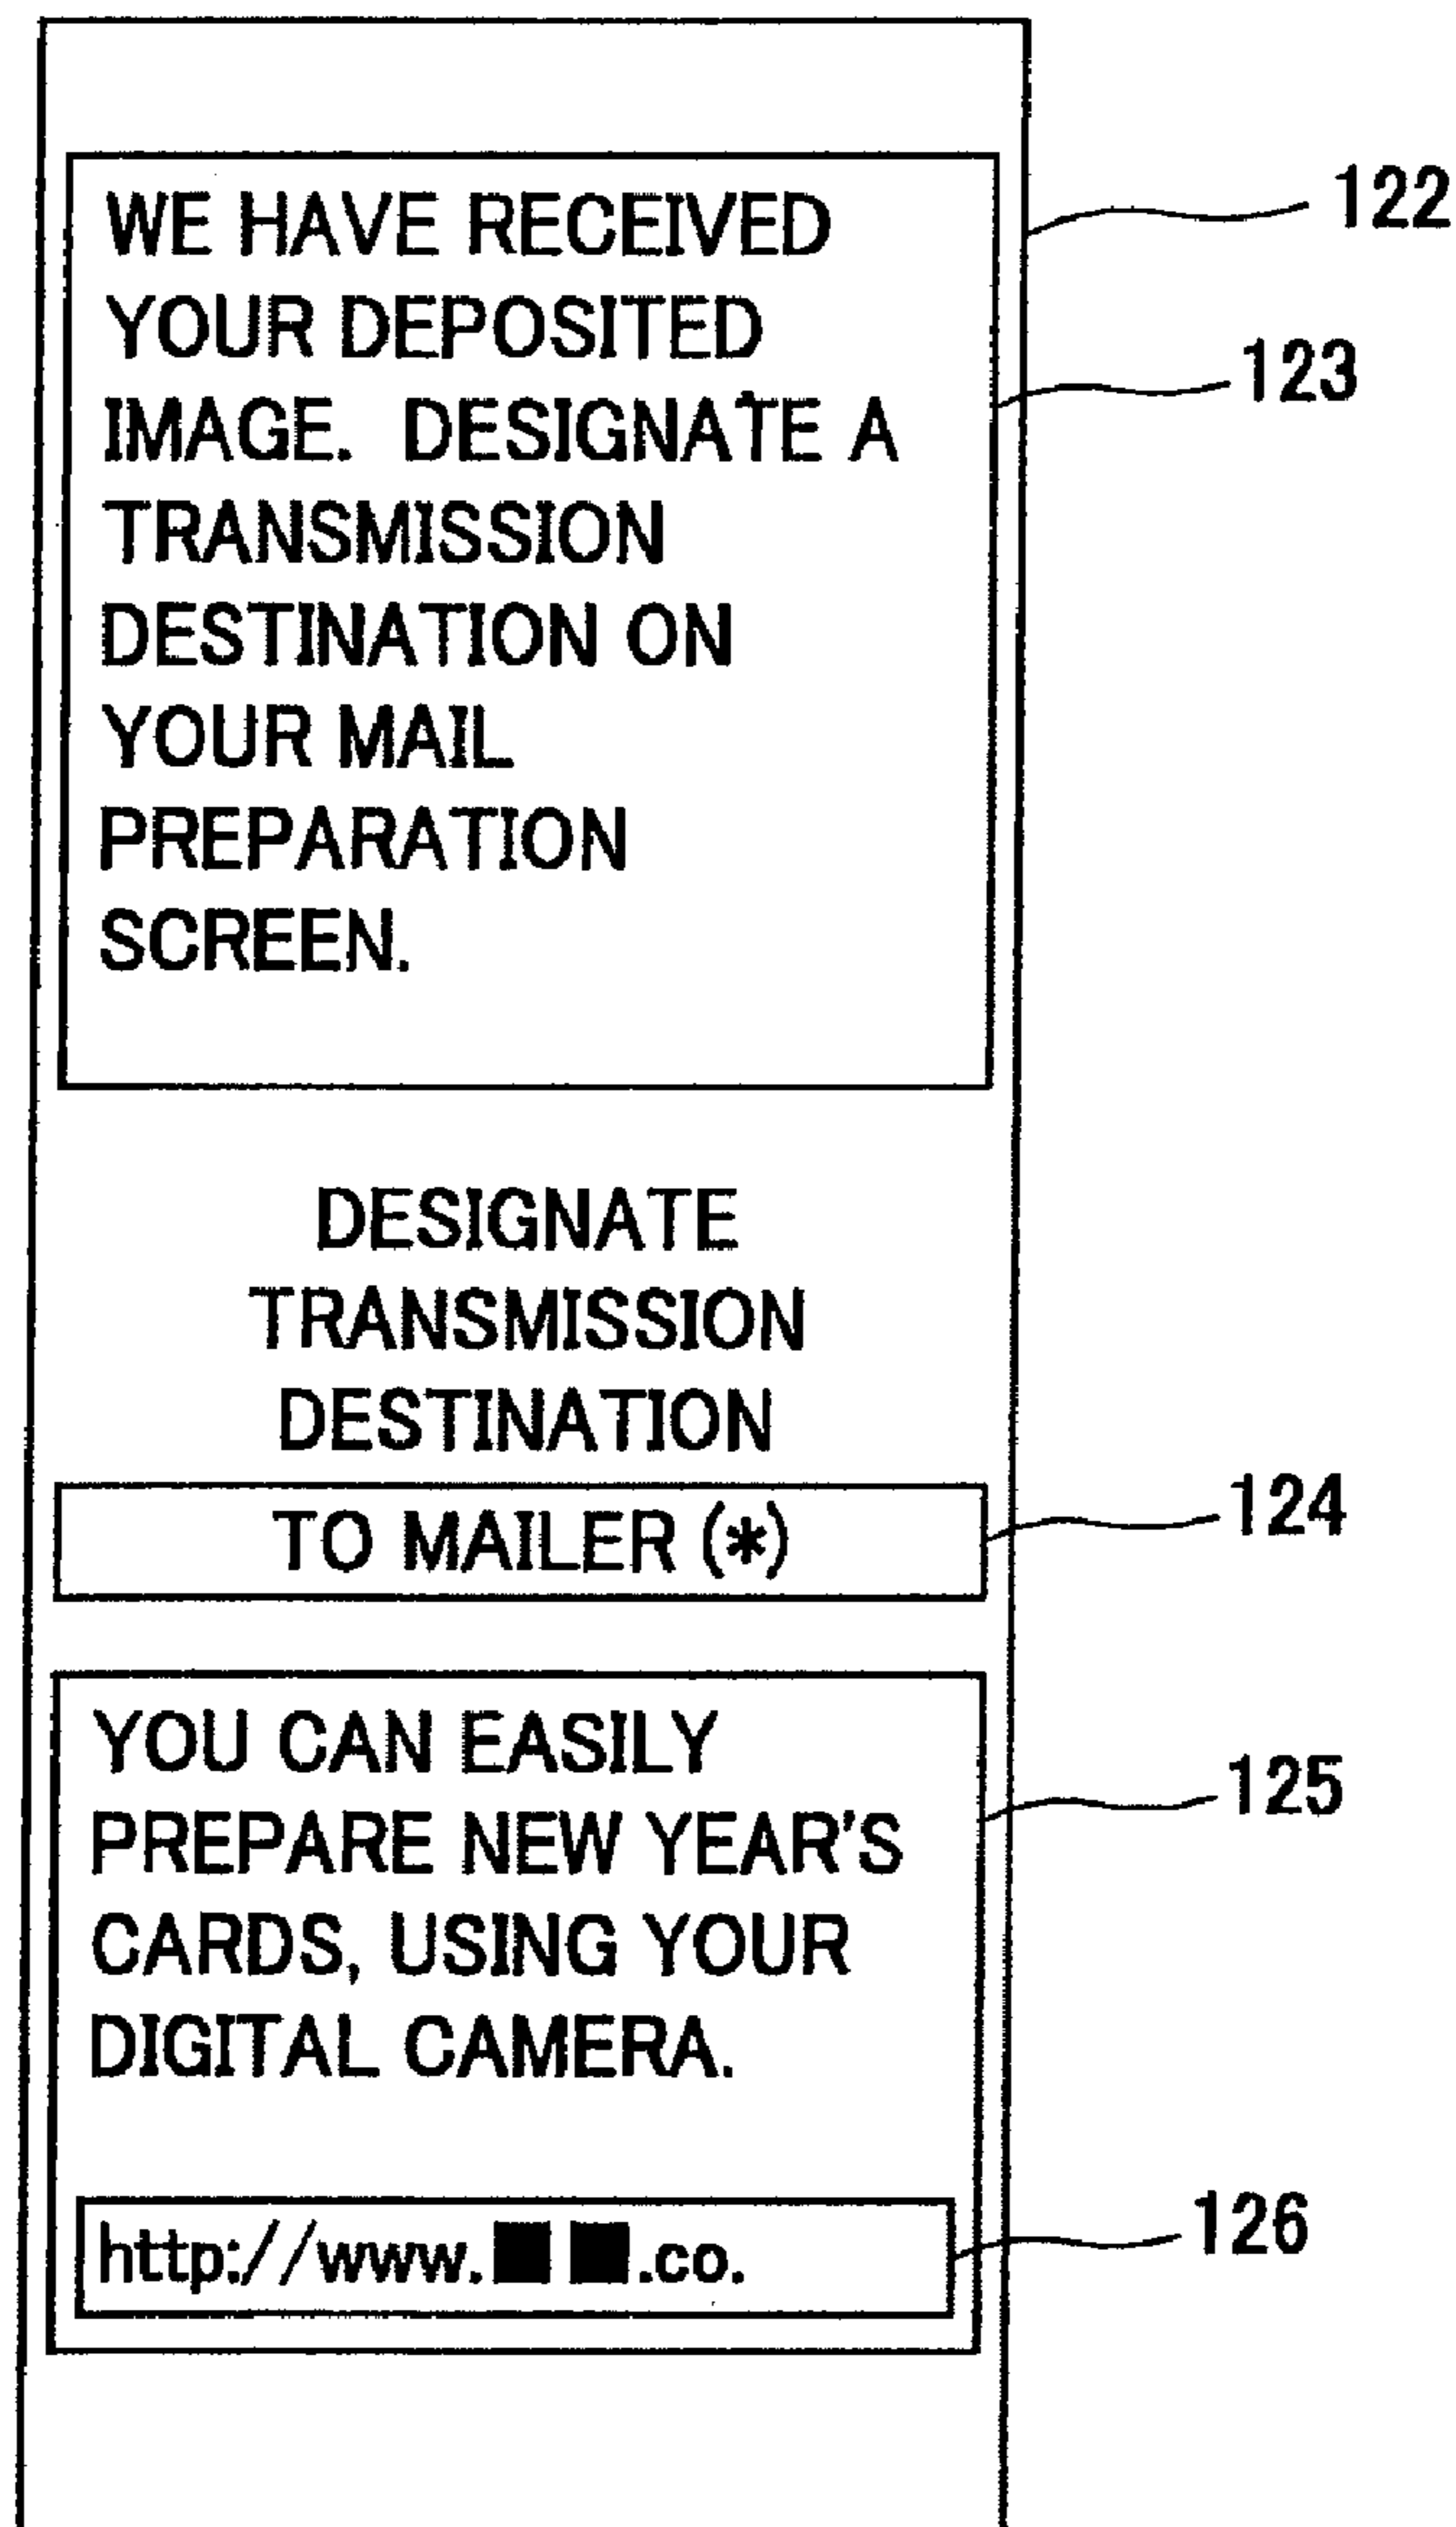 WE HAVE RECEIVED
YOUR DEPOSITED
IMAGE. DESIGNATE A
TRANSMISSION
DESTINATION ON
YOUR MAIL
PREPARATION
SCREEN.
122
123
DESIGNATE
TRANSMISSION
DESTINATION
TO MAILER (*)
124
YOU CAN EASILY
PREPARE NEW YEAR'S
CARDS, USING YOUR
DIGITAL CAMERA.
125
http://www.■■.co.
126